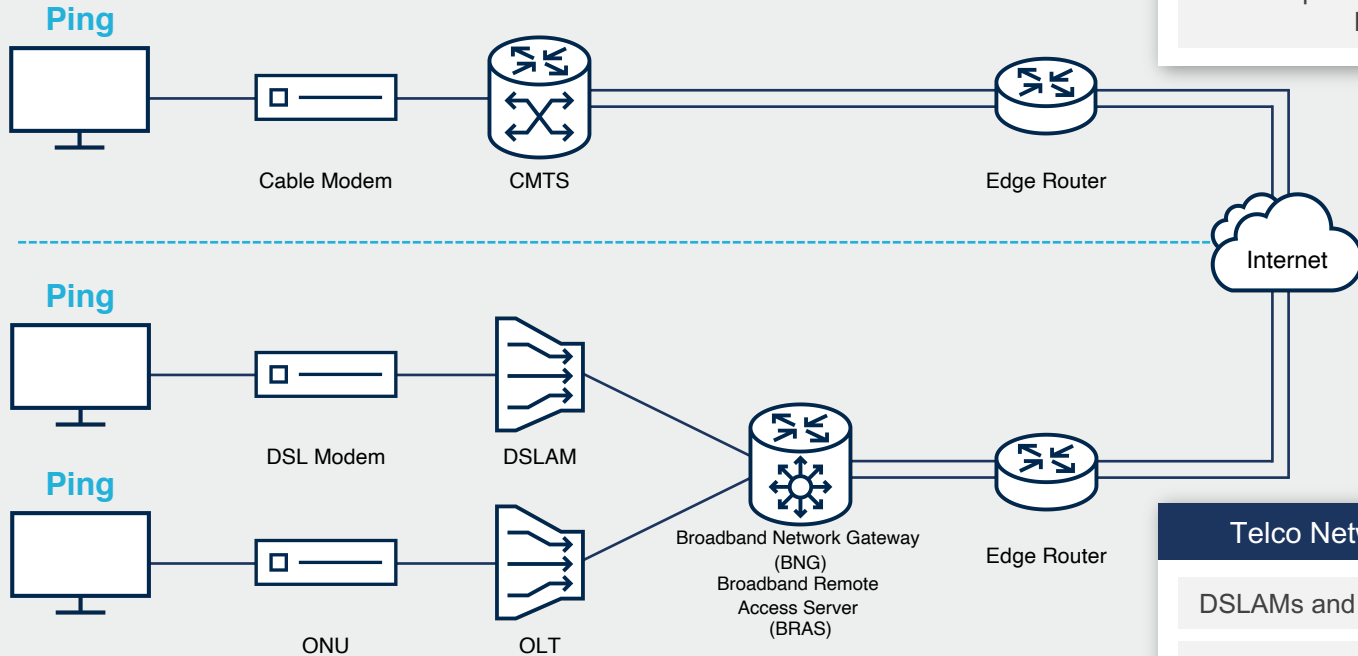 Ping
Cable Modem
CMTS
Edge Router
Internet
Ping
DSL Modem
DSLAM
Ping
ONU
OLT
Broadband Network Gateway
(BNG)
Broadband Remote
Access Server
(BRAS)
Edge Router
Telco
DSLAMs and